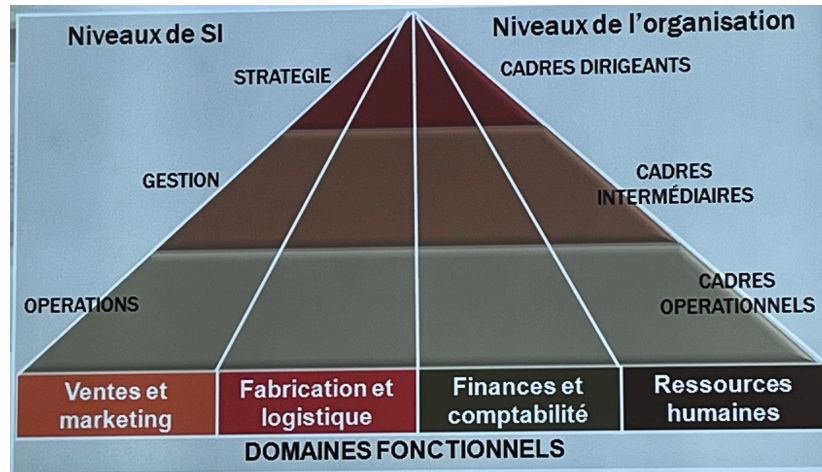 Niveaux de SI
Niveaux de l'organisation
STRATEGIE
CADRES DIRIGEANTS
GESTION
CADRES
INTERMÉDIAIRES
OPERATIONS
CADRES
OPERATIONNELS
Ventes et
marketing
Fabrication et
logistique
Finances et
comptabilité
Ressources
humaines
DOMAINES FONCTIONNELS